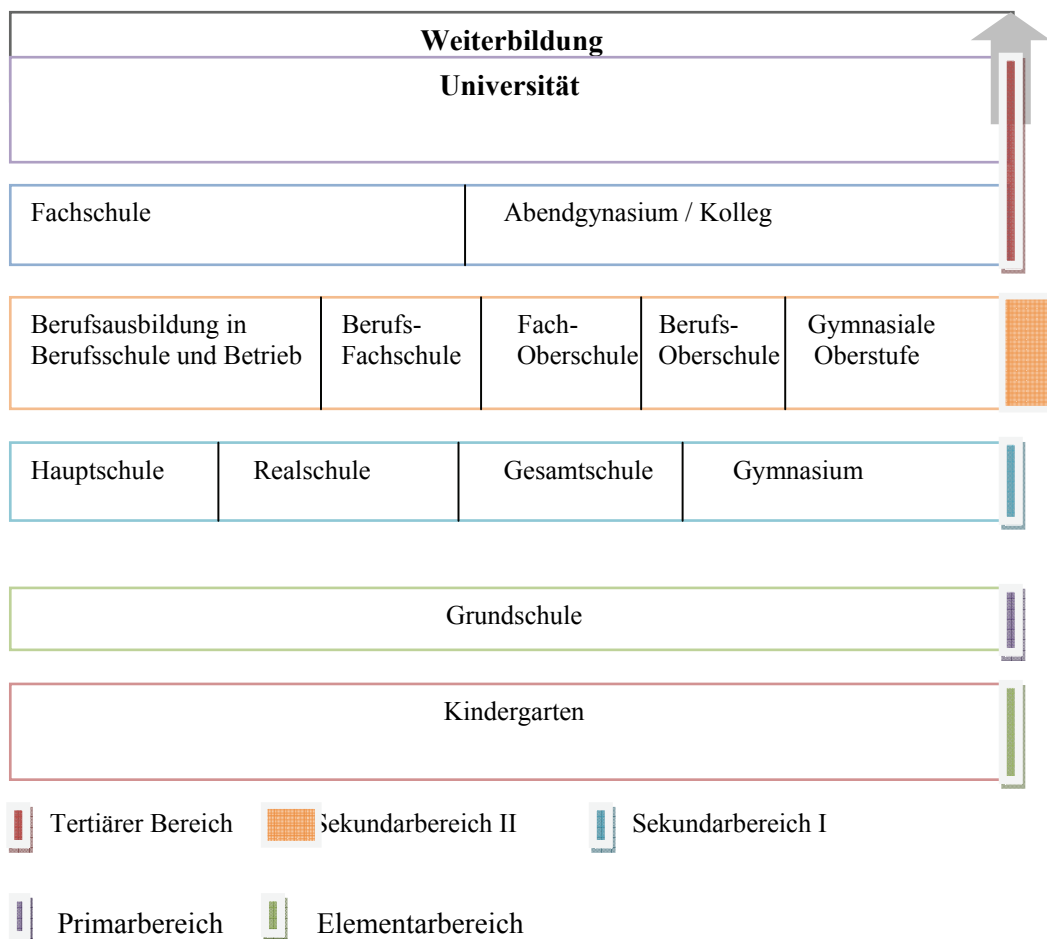 Weiterbildung
Universität
Fachschule
Abendgynasium / Kolleg
Berufsausbildung in
Berufsschule und Betrieb
Berufs-
Fachschule
Fach-
Oberschule
Berufs-
Oberschule
Gymnasiale
Oberstufe
Hauptschule
Realschule
Gesamtschule
Gymnasium
Grundschule
Kindergarten
Tertiärer Bereich
Sekundarbereich II
Sekundarbereich I
Primarbereich
Elementarbereich